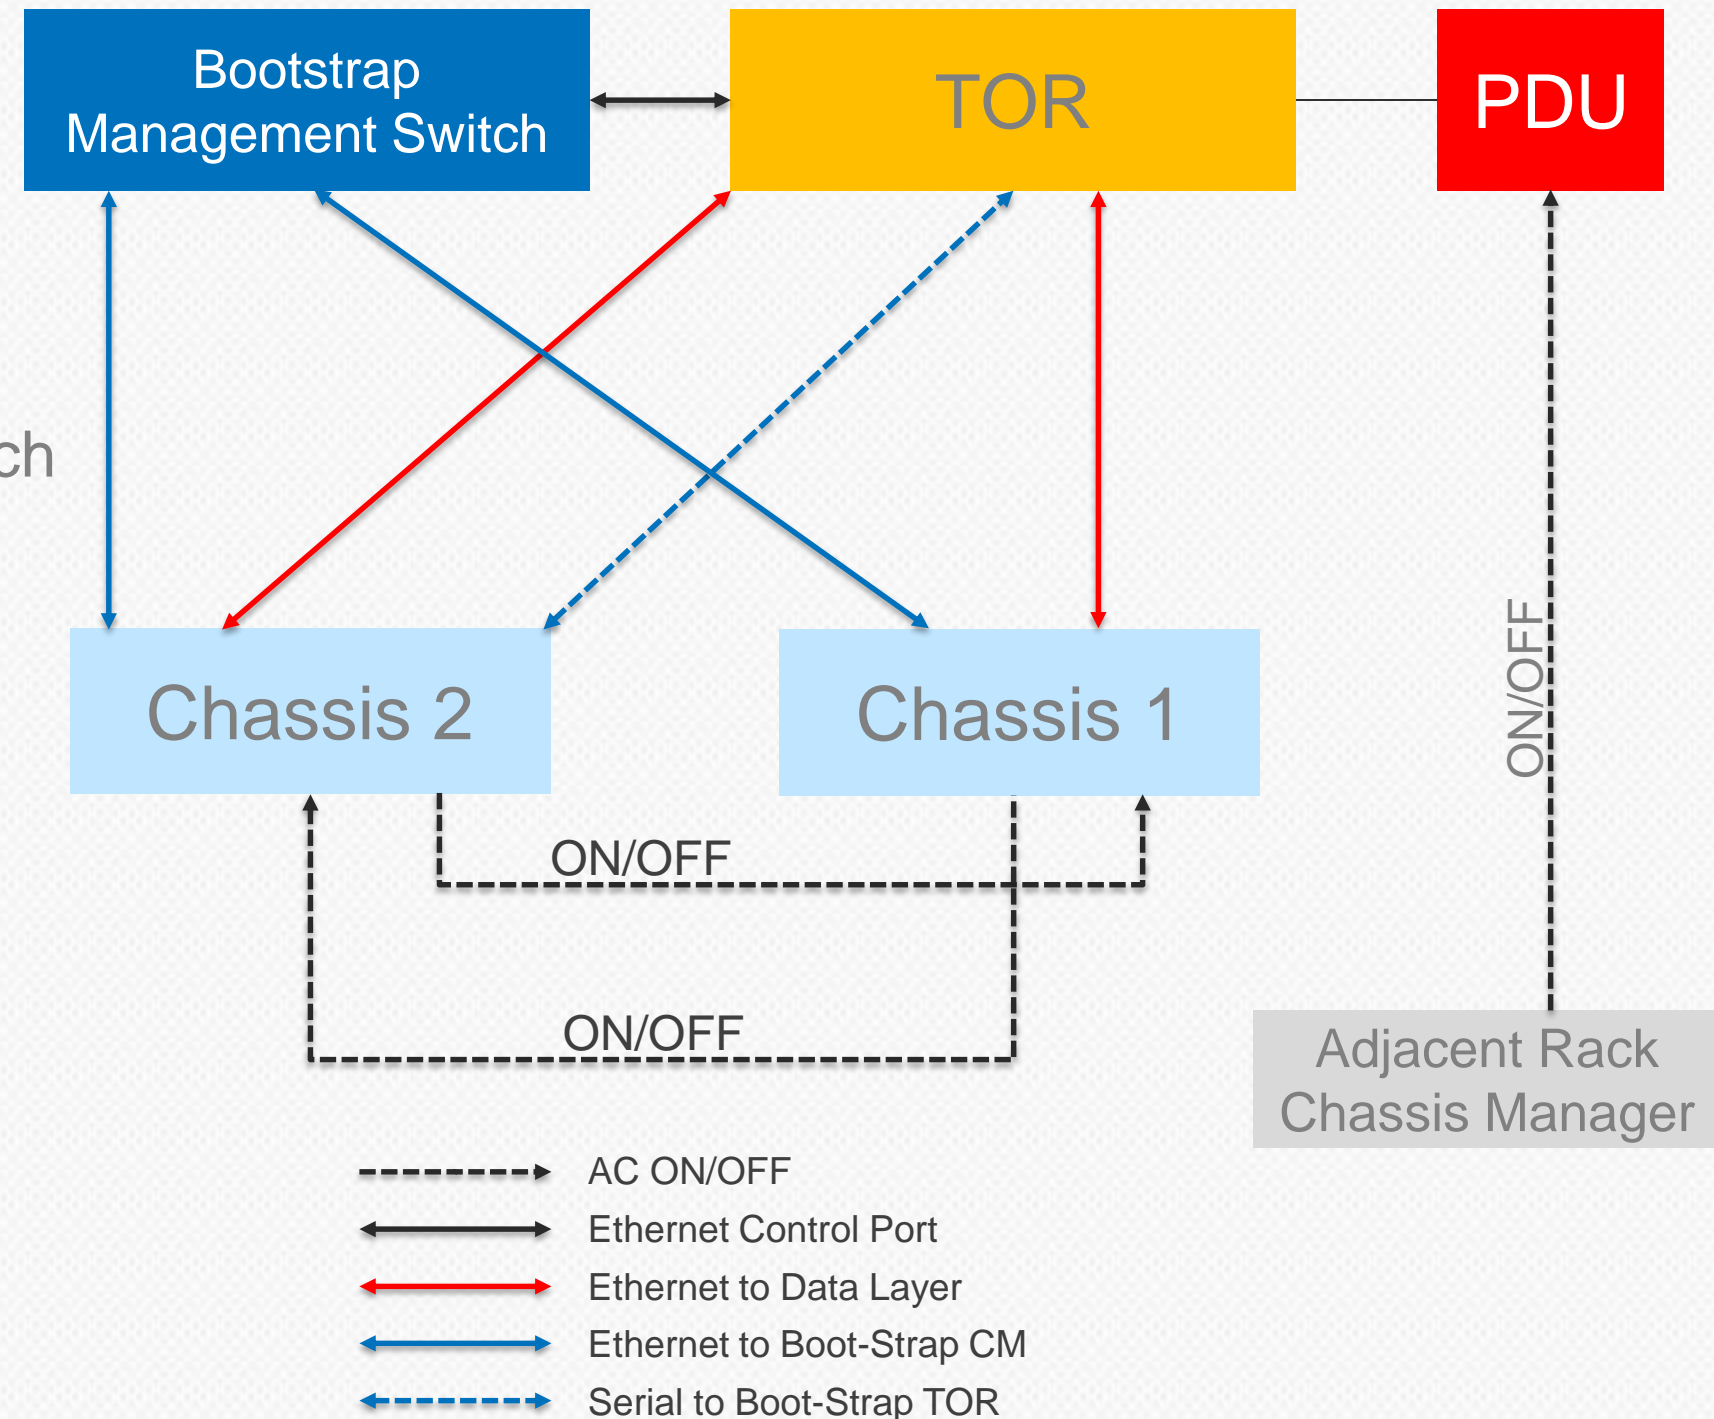 Bootstrap
Management Switch
TOR
PDU
ch
Chassis 2
Chassis 1
ON/OFF
ON/OFF
ON/OFF
Adjacent Rack
Chassis Manager
AC ON/OFF
Ethernet Control Port
Ethernet to Data Layer
Ethernet to Boot-Strap CM
Serial to Boot-Strap TOR